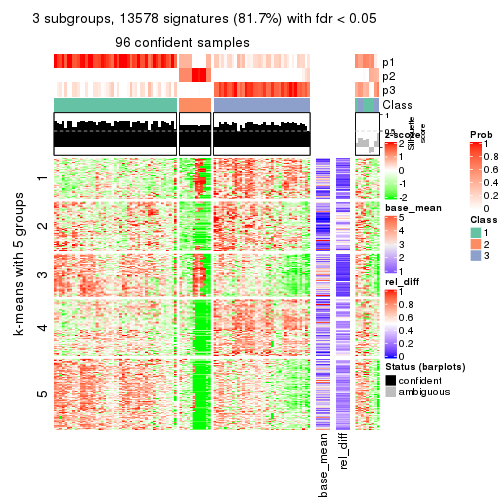 3 subgroups, 13578 signatures (81.7%) with fdr < 0.05
96 confident samples
p1
p2
p3
Class
1
0.5
Silhouette
score
k-means with 5 groups
1
2
3
4
5
base_mean
rel_diff
z-score
2
1
0
-1
-2
base_mean
5
4
3
2
1
rel_diff
1
0.8
0.6
0.4
0.2
0
Status (barplots)
confident
ambiguous
Prob
1
0.8
0.6
0.4
0.2
0
Class
1
2
3